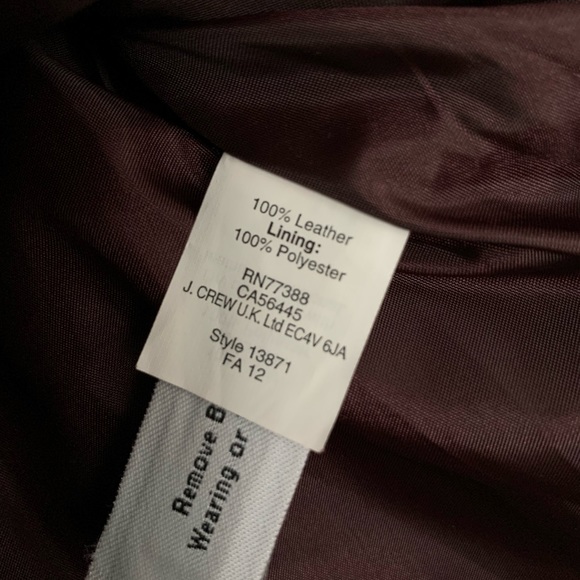 100% Leather
Lining:
100% Polyester
RN77388
CA56445
J. CREW U.K. Ltd EC4V 6JA
Style 13871
FA 12
Remove B
Wearing or